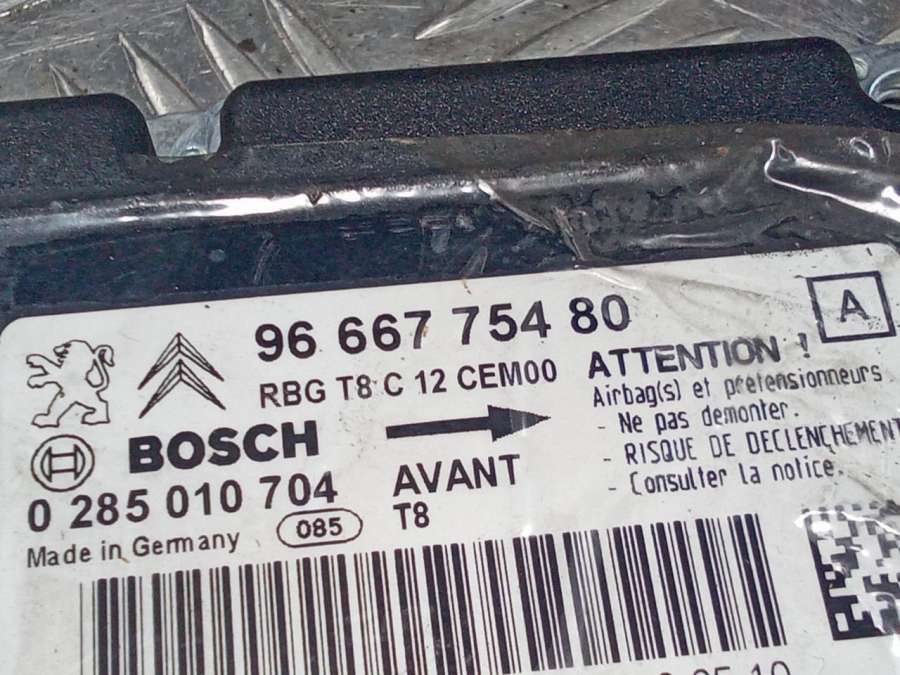 96 667 754 80
A
RBG T8 C 12 CEM00
ATTENTION !
Airbag(s) et prétensionneurs
- Ne pas demonter.
- RISQUE DE DECLENCHEMENT
- Consulter la notice.
BOSCH
AVANT
0 285 010 704
T8
085
Made in Germany